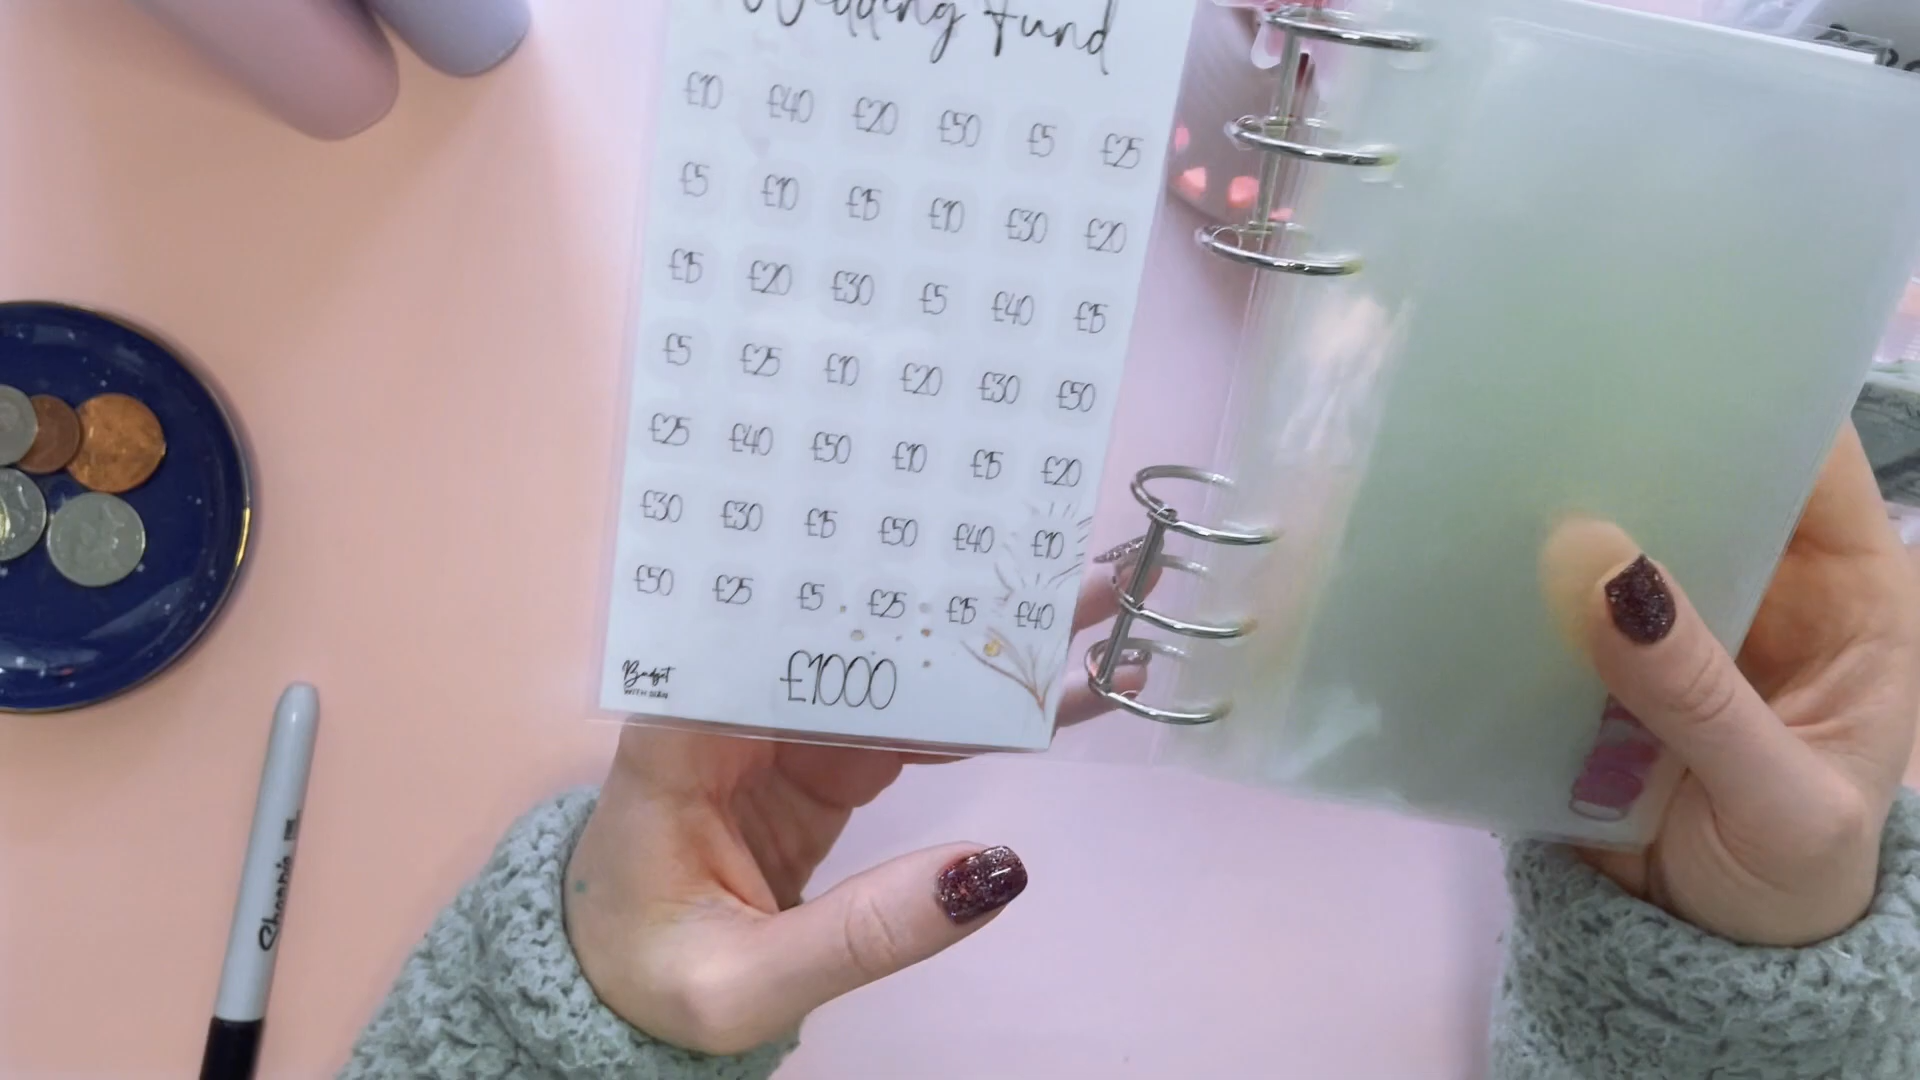 Wedding Fund
£10 £40 £20 £50 £5 £25
£5 £10 £15 £10 £30 £20
£15 £20 £30 £5 £40 £15
£5 £25 £10 £20 £30 £50
£25 £40 £50 £10 £15 £20
£30 £30 £15 £50 £40 £10
£50 £25 £5 £25 £15 £40
£1000
Budget
WITH SIAN
Sharpie